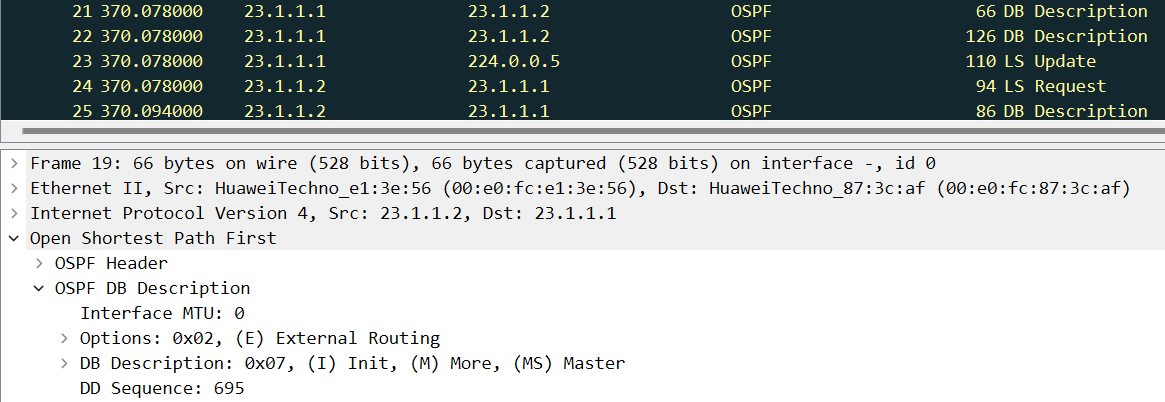 21 370.078000 23.1.1.1 23.1.1.2 OSPF 66 DB Description
22 370.078000 23.1.1.1 23.1.1.2 OSPF 126 DB Description
23 370.078000 23.1.1.1 224.0.0.5 OSPF 110 LS Update
24 370.078000 23.1.1.2 23.1.1.1 OSPF 94 LS Request
25 370.094000 23.1.1.2 23.1.1.1 OSPF 86 DB Description
Frame 19: 66 bytes on wire (528 bits), 66 bytes captured (528 bits) on interface -, id 0
Ethernet II, Src: HuaweiTechno_e1:3e:56 (00:e0:fc:e1:3e:56), Dst: HuaweiTechno_87:3c:af (00:e0:fc:87:3c:af)
Internet Protocol Version 4, Src: 23.1.1.2, Dst: 23.1.1.1
Open Shortest Path First
OSPF Header
OSPF DB Description
Interface MTU: 0
Options: 0x02, (E) External Routing
DB Description: 0x07, (I) Init, (M) More, (MS) Master
DD Sequence: 695